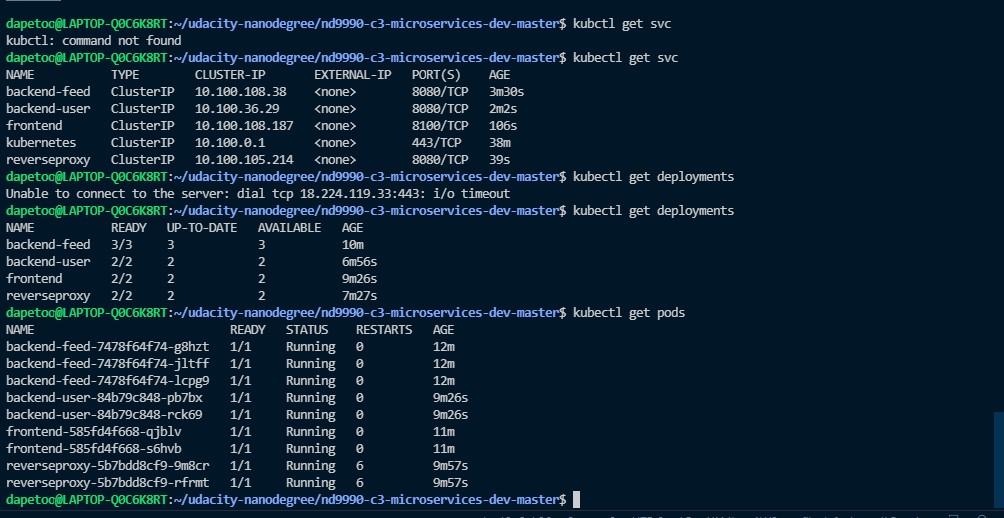 dapetoo@LAPTOP-Q0C6K8RT:~/udacity-nanodegree/nd9990-c3-microservices-dev-master$ kubectl get svc
kubctl: command not found
dapetoo@LAPTOP-Q0C6K8RT:~/udacity-nanodegree/nd9990-c3-microservices-dev-master$ kubectl get svc
NAME TYPE CLUSTER-IP EXTERNAL-IP PORT(S) AGE
backend-feed ClusterIP 10.100.108.38 <none> 8080/TCP 3m30s
backend-user ClusterIP 10.100.36.29 <none> 8080/TCP 2m2s
frontend ClusterIP 10.100.108.187 <none> 8100/TCP 106s
kubernetes ClusterIP 10.100.0.1 <none> 443/TCP 38m
reverseproxy ClusterIP 10.100.105.214 <none> 8080/TCP 39s
dapetoo@LAPTOP-Q0C6K8RT:~/udacity-nanodegree/nd9990-c3-microservices-dev-master$ kubectl get deployments
Unable to connect to the server: dial tcp 18.224.119.33:443: i/o timeout
dapetoo@LAPTOP-Q0C6K8RT:~/udacity-nanodegree/nd9990-c3-microservices-dev-master$ kubectl get deployments
NAME READY UP-TO-DATE AVAILABLE AGE
backend-feed 3/3 3 3 10m
backend-user 2/2 2 2 6m56s
frontend 2/2 2 2 9m26s
reverseproxy 2/2 2 2 7m27s
dapetoo@LAPTOP-Q0C6K8RT:~/udacity-nanodegree/nd9990-c3-microservices-dev-master$ kubectl get pods
NAME READY STATUS RESTARTS AGE
backend-feed-7478f64f74-g8hzt 1/1 Running 0 12m
backend-feed-7478f64f74-jltff 1/1 Running 0 12m
backend-feed-7478f64f74-lcpg9 1/1 Running 0 12m
backend-user-84b79c848-pb7bx 1/1 Running 0 9m26s
backend-user-84b79c848-rck69 1/1 Running 0 9m26s
frontend-585fd4f668-qjblv 1/1 Running 0 11m
frontend-585fd4f668-s6hvb 1/1 Running 0 11m
reverseproxy-5b7bdd8cf9-9m8cr 1/1 Running 6 9m57s
reverseproxy-5b7bdd8cf9-rfrmt 1/1 Running 6 9m57s
dapetoo@LAPTOP-Q0C6K8RT:~/udacity-nanodegree/nd9990-c3-microservices-dev-master$